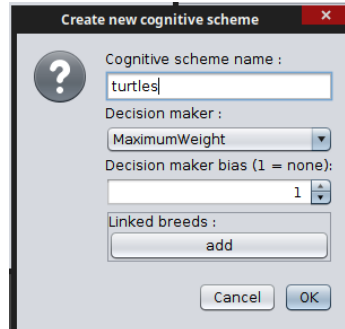 Create new cognitive scheme
Cognitive scheme name :
turtles
Decision maker :
MaximumWeight
Decision maker bias (1 = none):
1
Linked breeds :
add
Cancel OK